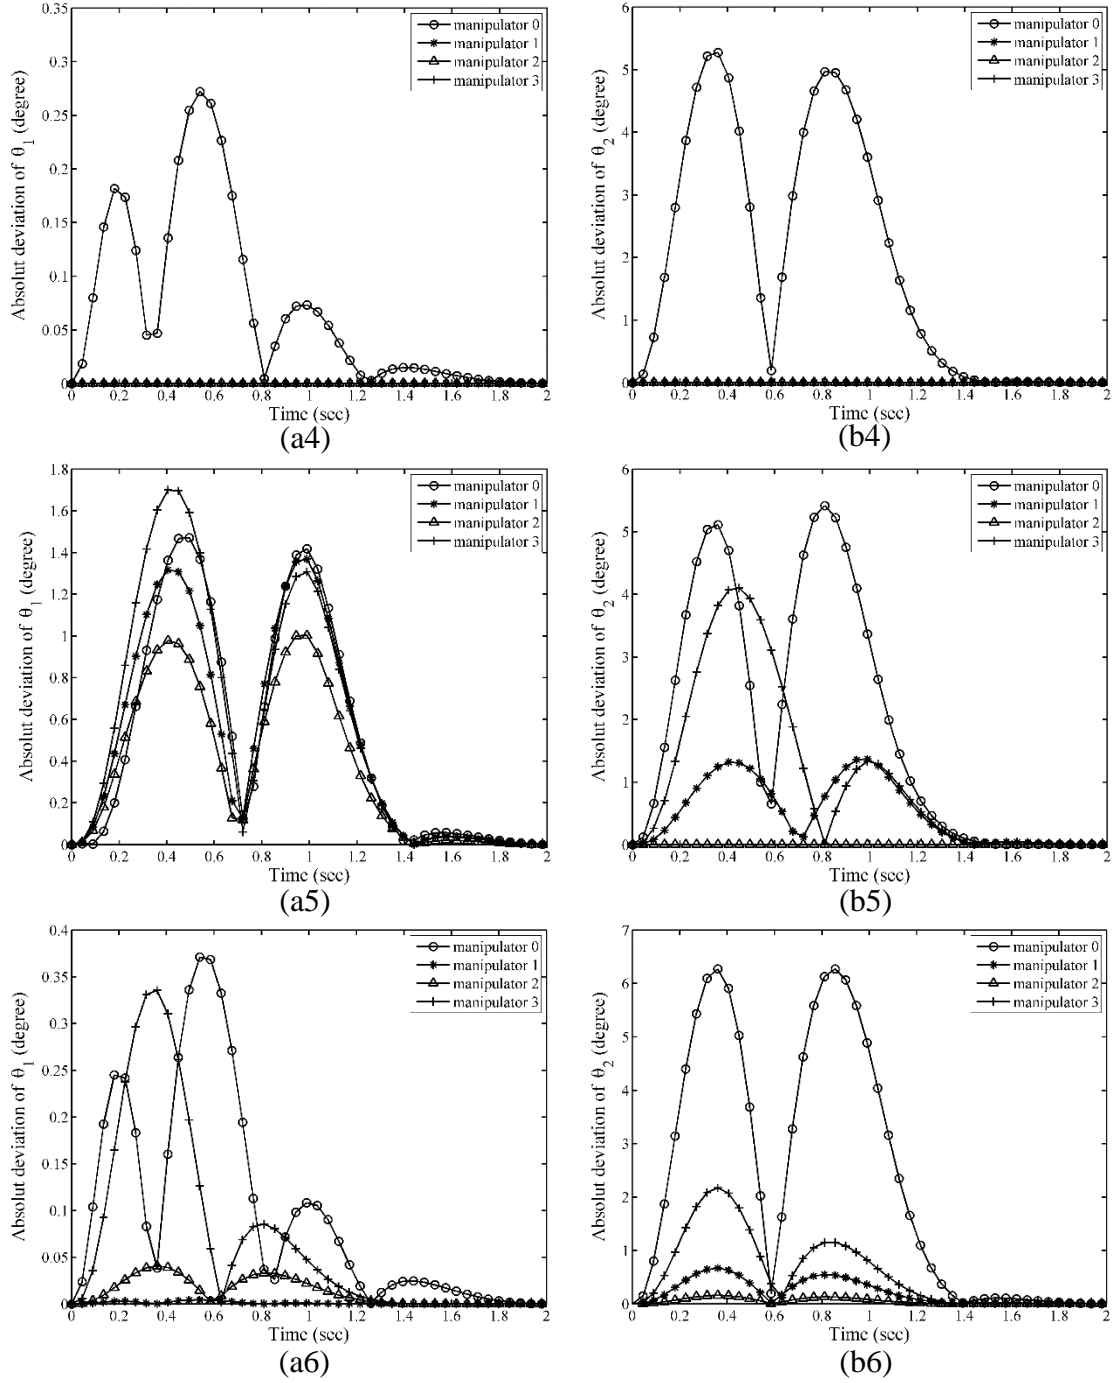 0.35
0.3
0.25
0.2
0.15
0.1
0.05
0
0 0.2 0.4 0.6 0.8 1 1.2 1.4 1.6 1.8 2
Absolut deviation of θ1 (degree)
Time (sec)
manipulator 0
manipulator 1
manipulator 2
manipulator 3
(a4)
6
5
4
3
2
1
0
0 0.2 0.4 0.6 0.8 1 1.2 1.4 1.6 1.8 2
Absolut deviation of θ2 (degree)
Time (sec)
manipulator 0
manipulator 1
manipulator 2
manipulator 3
(b4)
1.8
1.6
1.4
1.2
1
0.8
0.6
0.4
0.2
0
0 0.2 0.4 0.6 0.8 1 1.2 1.4 1.6 1.8 2
Absolut deviation of θ1 (degree)
Time (sec)
manipulator 0
manipulator 1
manipulator 2
manipulator 3
(a5)
6
5
4
3
2
1
0
0 0.2 0.4 0.6 0.8 1 1.2 1.4 1.6 1.8 2
Absolut deviation of θ2 (degree)
Time (sec)
manipulator 0
manipulator 1
manipulator 2
manipulator 3
(b5)
0.4
0.35
0.3
0.25
0.2
0.15
0.1
0.05
0
0 0.2 0.4 0.6 0.8 1 1.2 1.4 1.6 1.8 2
Absolut deviation of θ1 (degree)
Time (sec)
manipulator 0
manipulator 1
manipulator 2
manipulator 3
(a6)
7
6
5
4
3
2
1
0
0 0.2 0.4 0.6 0.8 1 1.2 1.4 1.6 1.8 2
Absolut deviation of θ2 (degree)
Time (sec)
manipulator 0
manipulator 1
manipulator 2
manipulator 3
(b6)